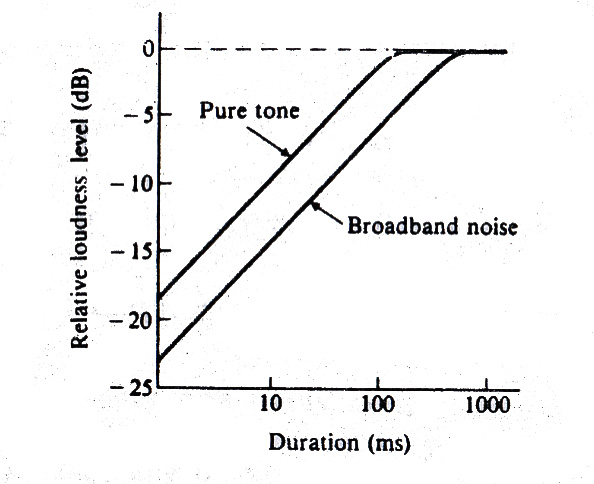 Relative loudness level (dB)
0
−5
−10
−15
−20
−25
Pure tone
Broadband noise
10 100 1000
Duration (ms)